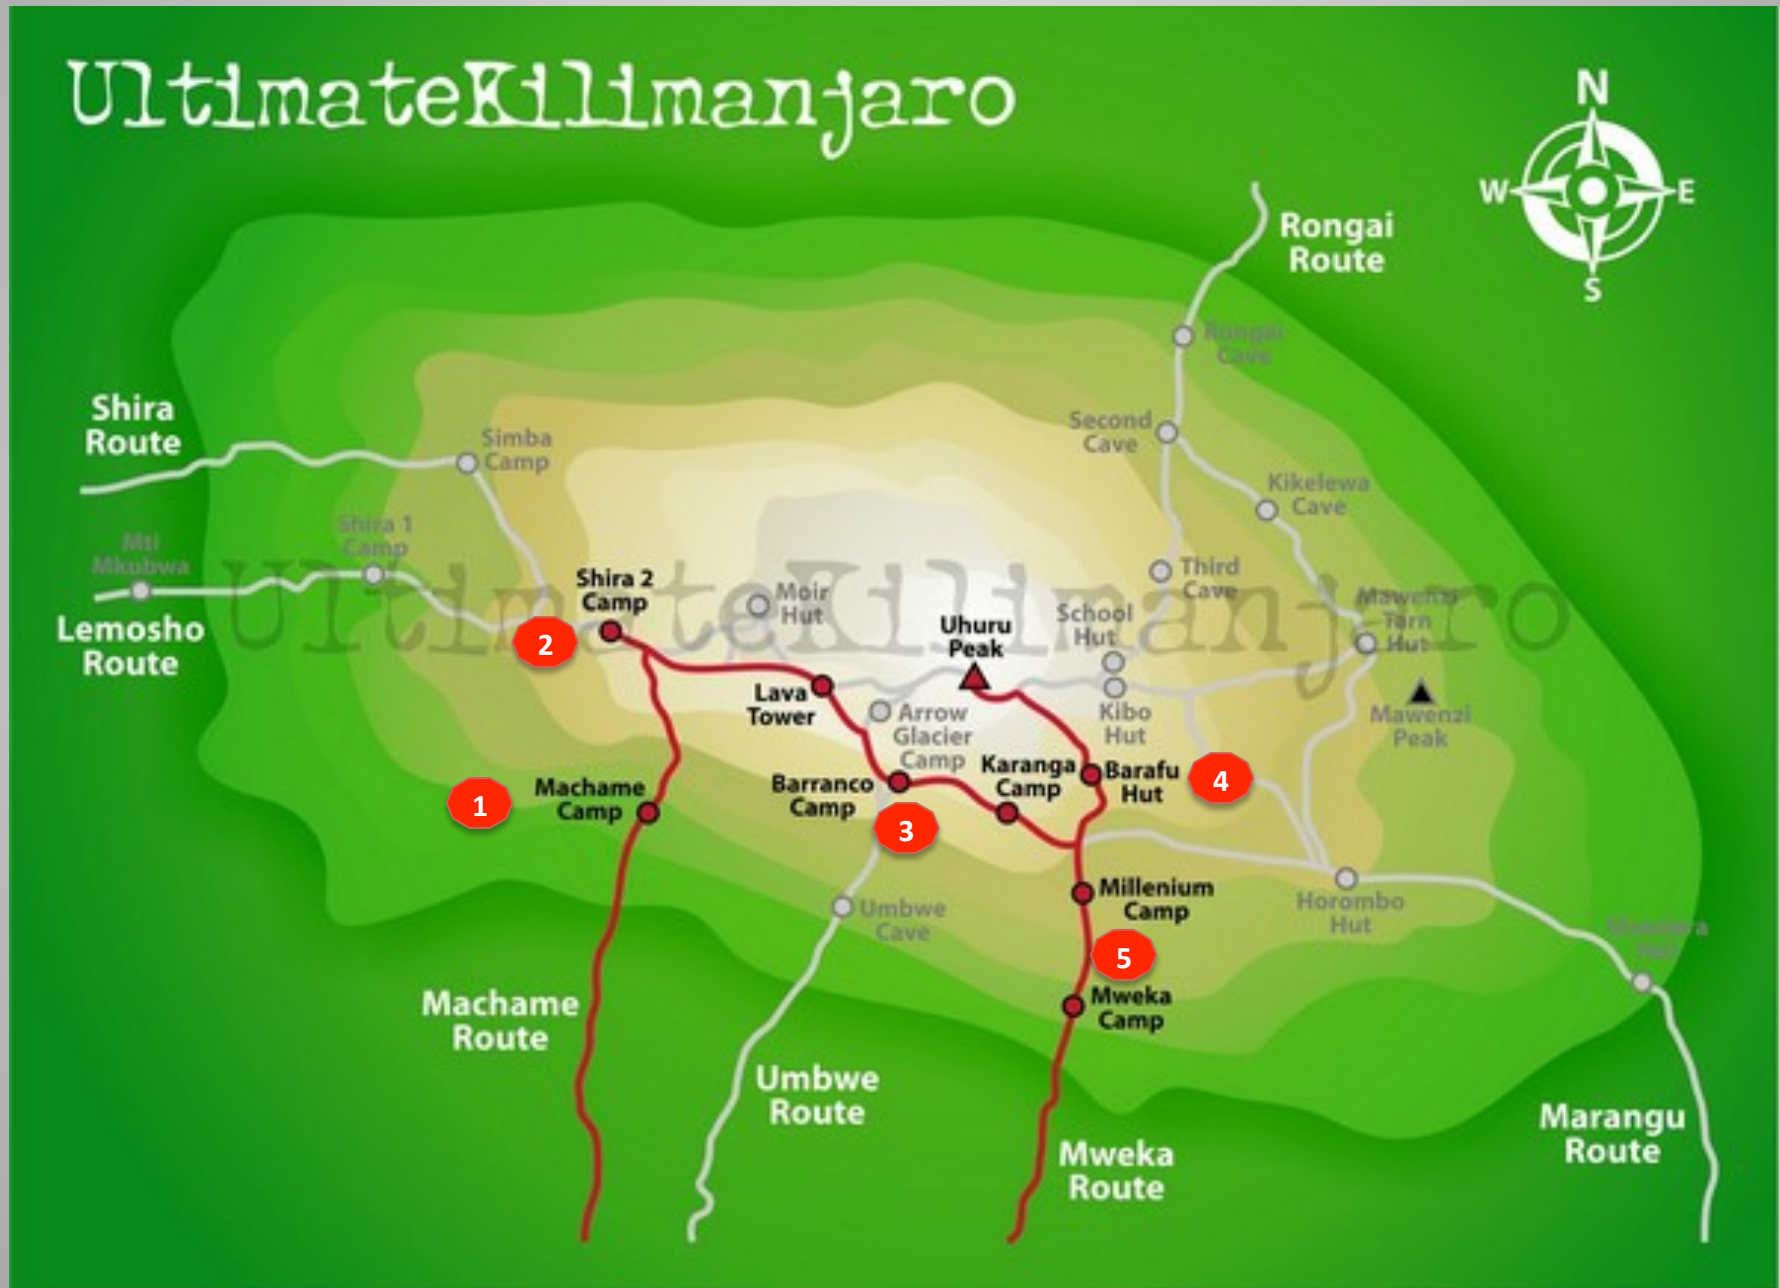 UltimateKilimanjaro
N
W
E
S
Rongai
Route
Rongai
Cave
Shira
Route
Simba
Camp
Second
Cave
Kikelewa
Cave
Shira 1
Camp
Mti
Mkubwa
Lemosho
Route
UltimateKilimanjaro
Shira 2
Camp
2
Moir
Hut
Third
Cave
School
Hut
Mawenzi
Tarn
Hut
Uhuru
Peak
Lava
Tower
Arrow
Glacier
Camp
Kibo
Hut
Mawenzi
Peak
1
Machame
Camp
Barranco
Camp
3
Karanga
Camp
Barafu
Hut
4
Umbwe
Cave
Millenium
Camp
Horombo
Hut
5
Mweka
Camp
Machame
Route
Umbwe
Route
Mweka
Route
Marangu
Route